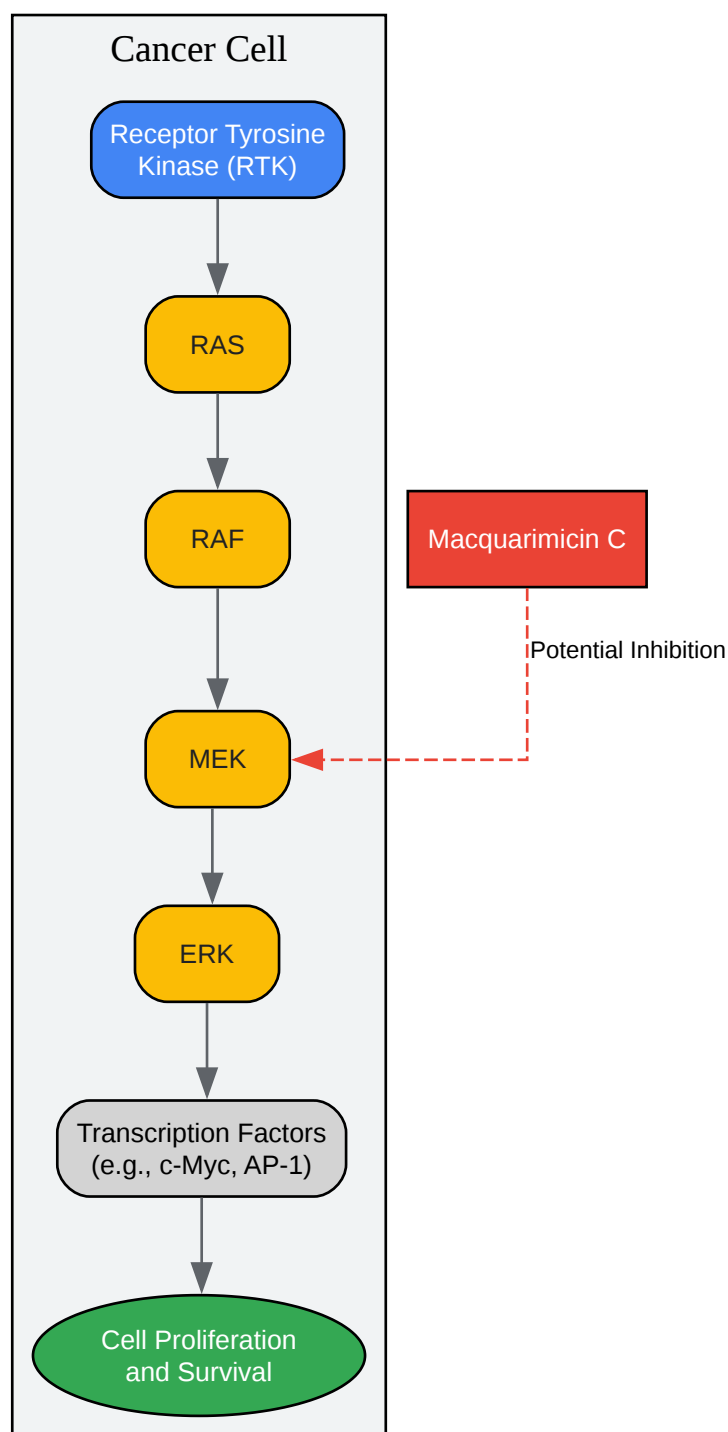 Cancer Cell
Receptor Tyrosine
Kinase (RTK)
RAS
RAF
Macquarimicin C
Potential Inhibition
MEK
ERK
Transcription Factors
(e.g., c-Myc, AP-1)
Cell Proliferation
and Survival